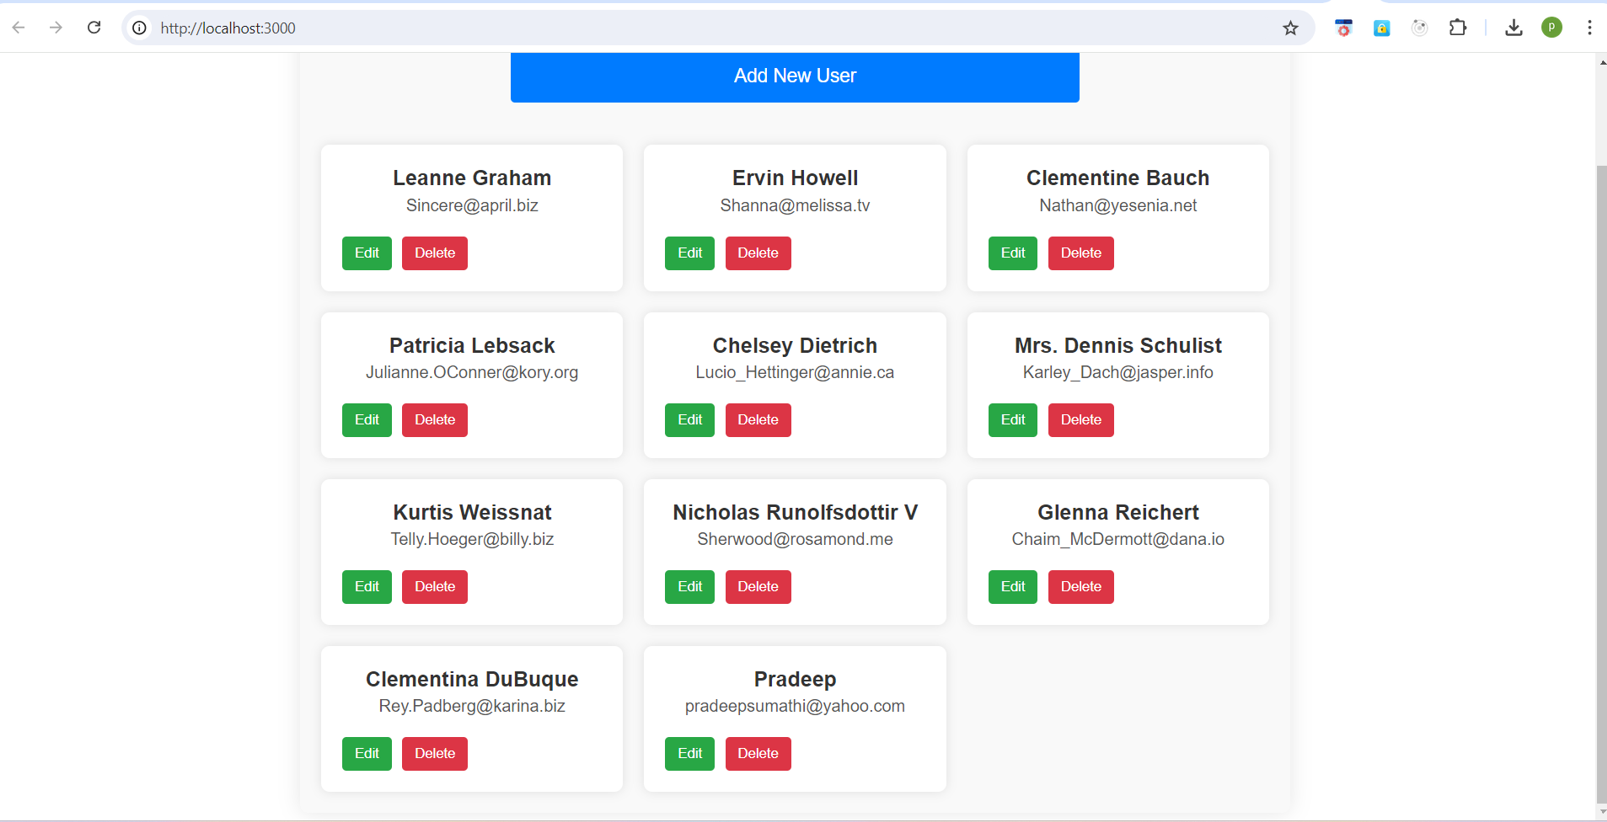 http://localhost:3000
P
Add New User
Leanne Graham
Sincere@april.biz
Edit Delete
Ervin Howell
Shanna@melissa.tv
Edit Delete
Clementine Bauch
Nathan@yesenia.net
Edit Delete
Patricia Lebsack
Julianne.OConner@kory.org
Edit Delete
Chelsey Dietrich
Lucio_Hettinger@annie.ca
Edit Delete
Mrs. Dennis Schulist
Karley_Dach@jasper.info
Edit Delete
Kurtis Weissnat
Telly.Hoeger@billy.biz
Edit Delete
Nicholas Runolfsdottir V
Sherwood@rosamond.me
Edit Delete
Glenna Reichert
Chaim_McDermott@dana.io
Edit Delete
Clementina DuBuque
Rey.Padberg@karina.biz
Edit Delete
Pradeep
pradeepsumathi@yahoo.com
Edit Delete